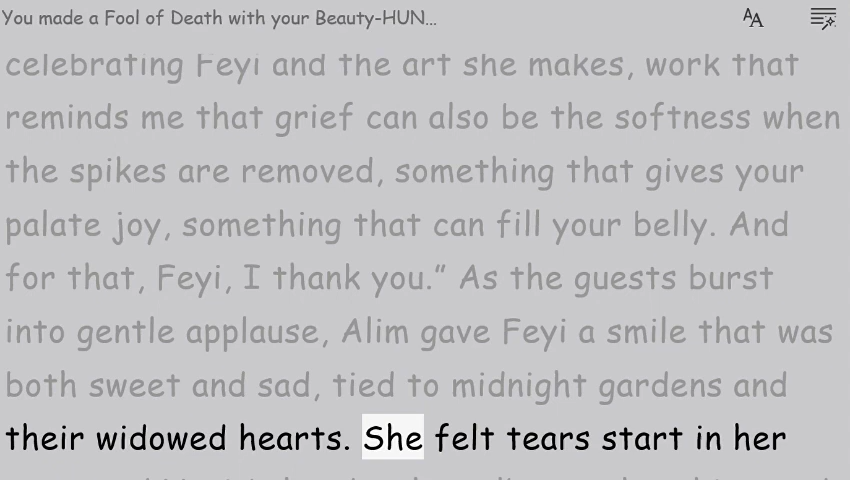 You made a Fool of Death with your Beauty-HUN...
celebrating Feyi and the art she makes, work that
reminds me that grief can also be the softness when
the spikes are removed, something that gives your
palate joy, something that can fill your belly. And
for that, Feyi, I thank you.” As the guests burst
into gentle applause, Alim gave Feyi a smile that was
both sweet and sad, tied to midnight gardens and
their widowed hearts. She felt tears start in her